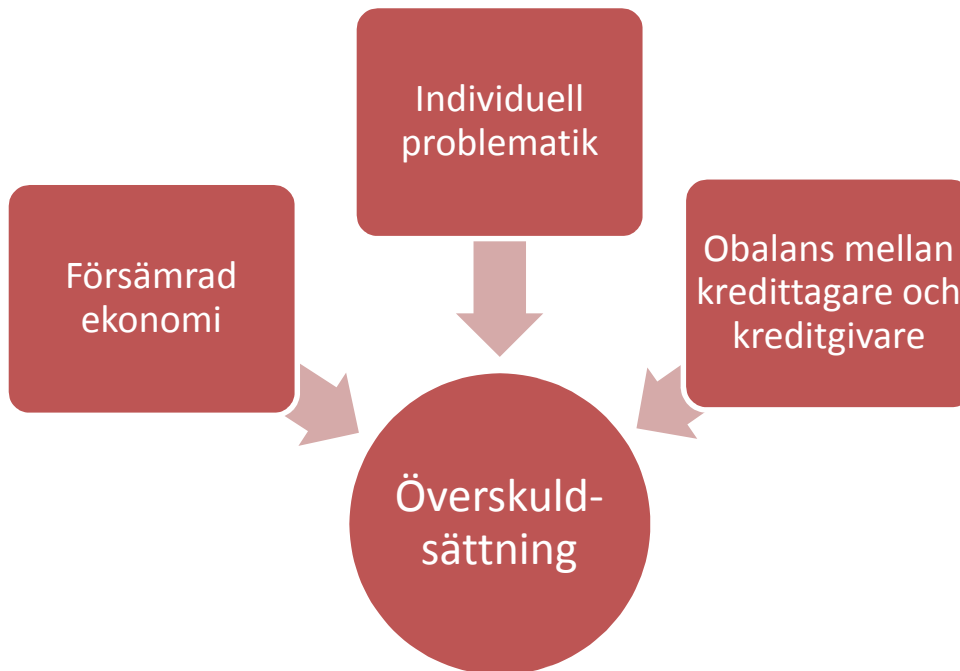 Individuell
problematik
Försämrad
ekonomi
Obalans mellan
kredittagare och
kreditgivare
Överskuld-
sättning